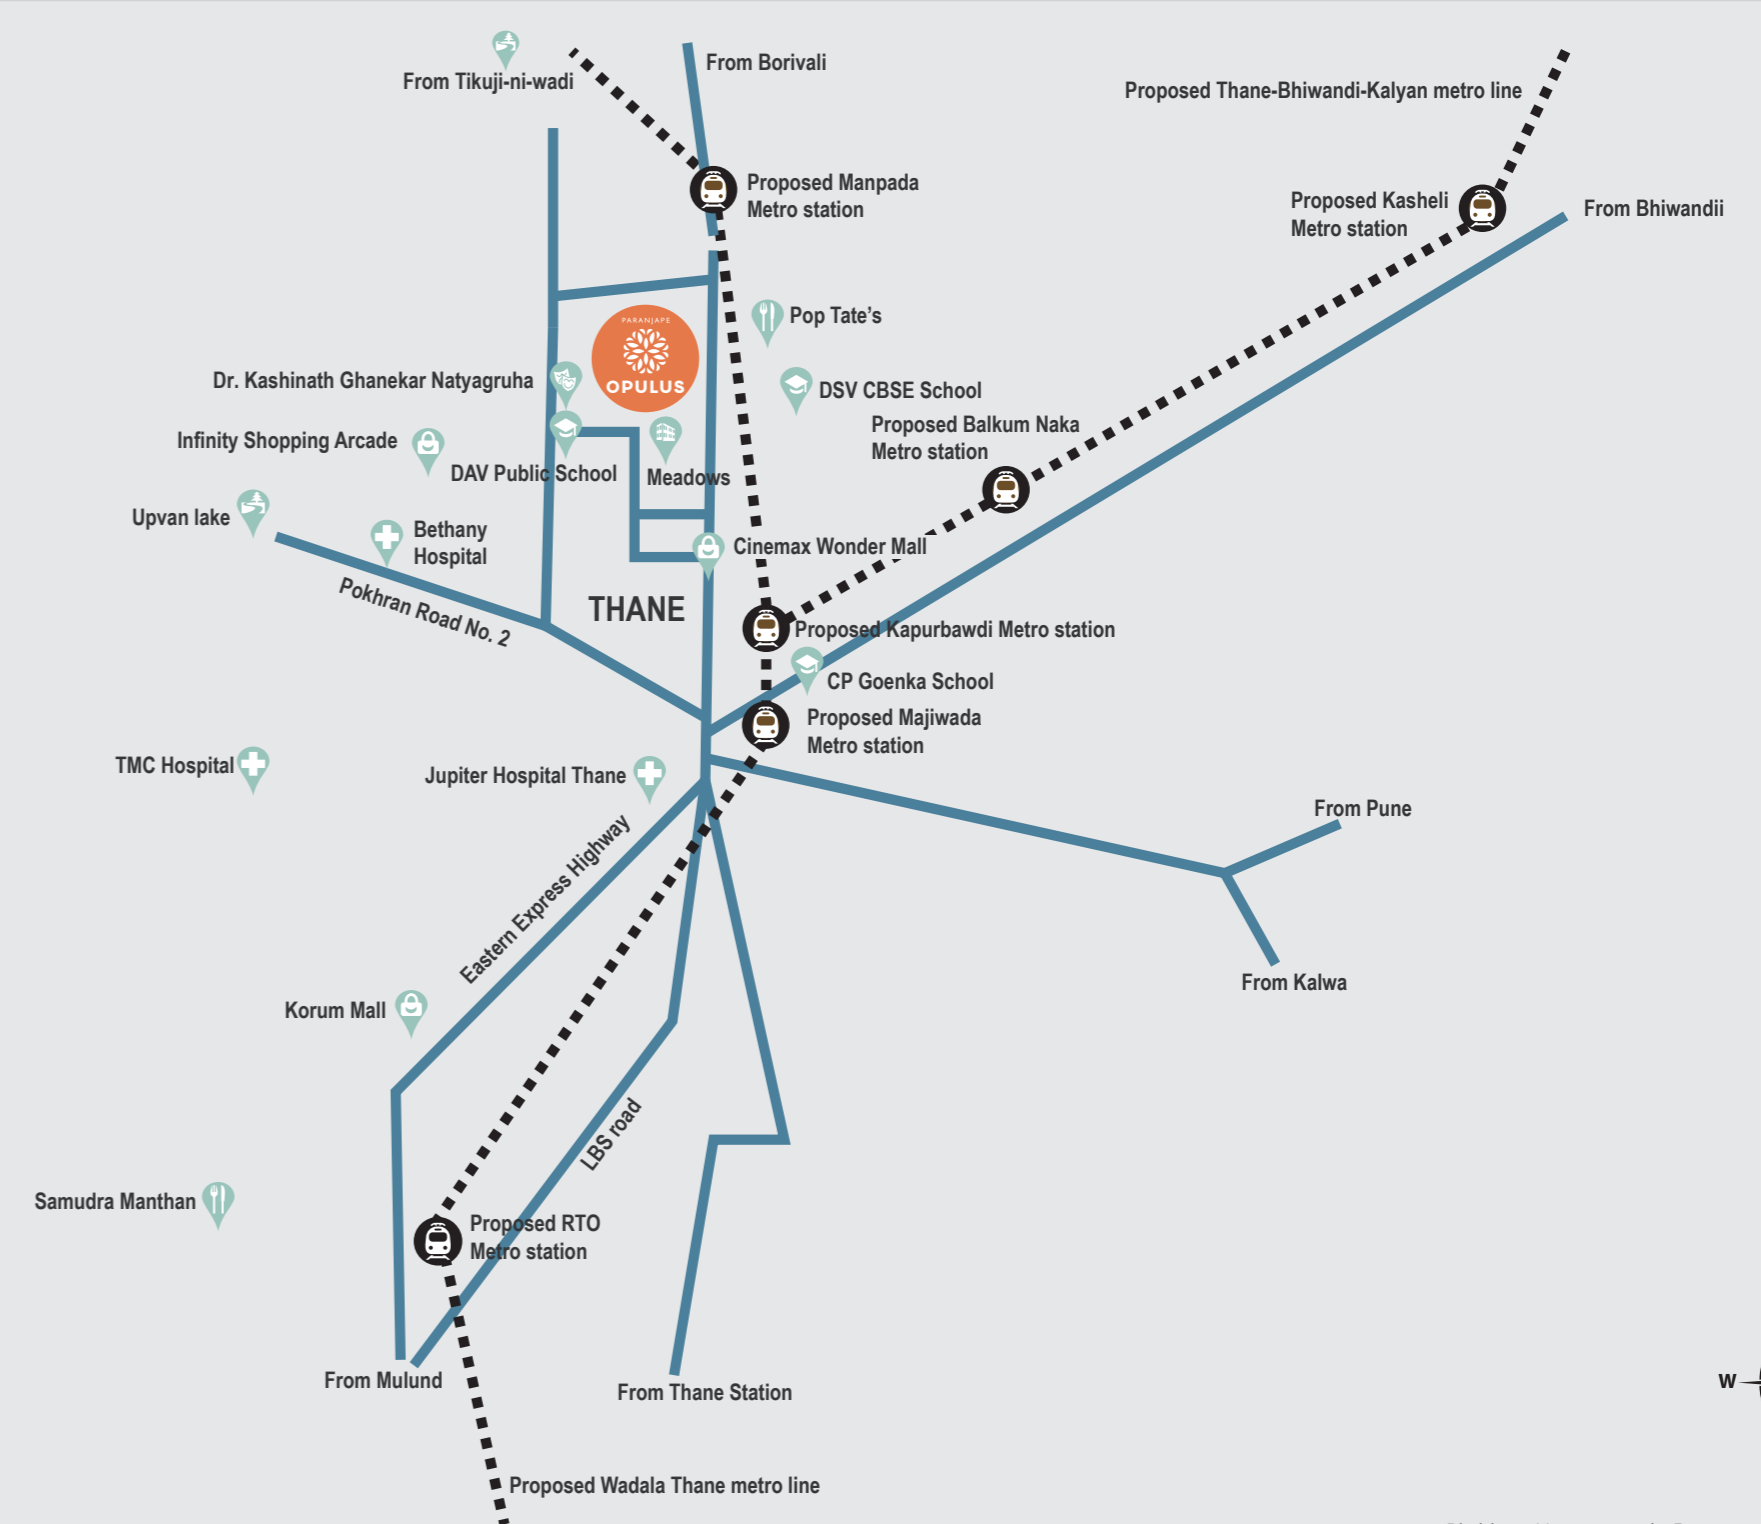 From Tikuji-ni-wadi
From Borivali
Proposed Thane-Bhiwandi-Kalyan metro line
Proposed Manpada
Metro station
Proposed Kasheli
Metro station
From Bhiwandii
PARANJAPE
OPULUS
Pop Tate's
Dr. Kashinath Ghanekar Natyagruha
DSV CBSE School
Infinity Shopping Arcade
DAV Public School
Meadows
Proposed Balkum Naka
Metro station
Upvan lake
Bethany
Hospital
Cinemax Wonder Mall
Pokhran Road No. 2
THANE
Proposed Kapurbawdi Metro station
CP Goenka School
Proposed Majiwada
Metro station
TMC Hospital
Jupiter Hospital Thane
From Pune
Eastern Express Highway
From Kalwa
Korum Mall
LBS road
Samudra Manthan
Proposed RTO
Metro station
From Mulund
From Thane Station
W
Proposed Wadala Thane metro line